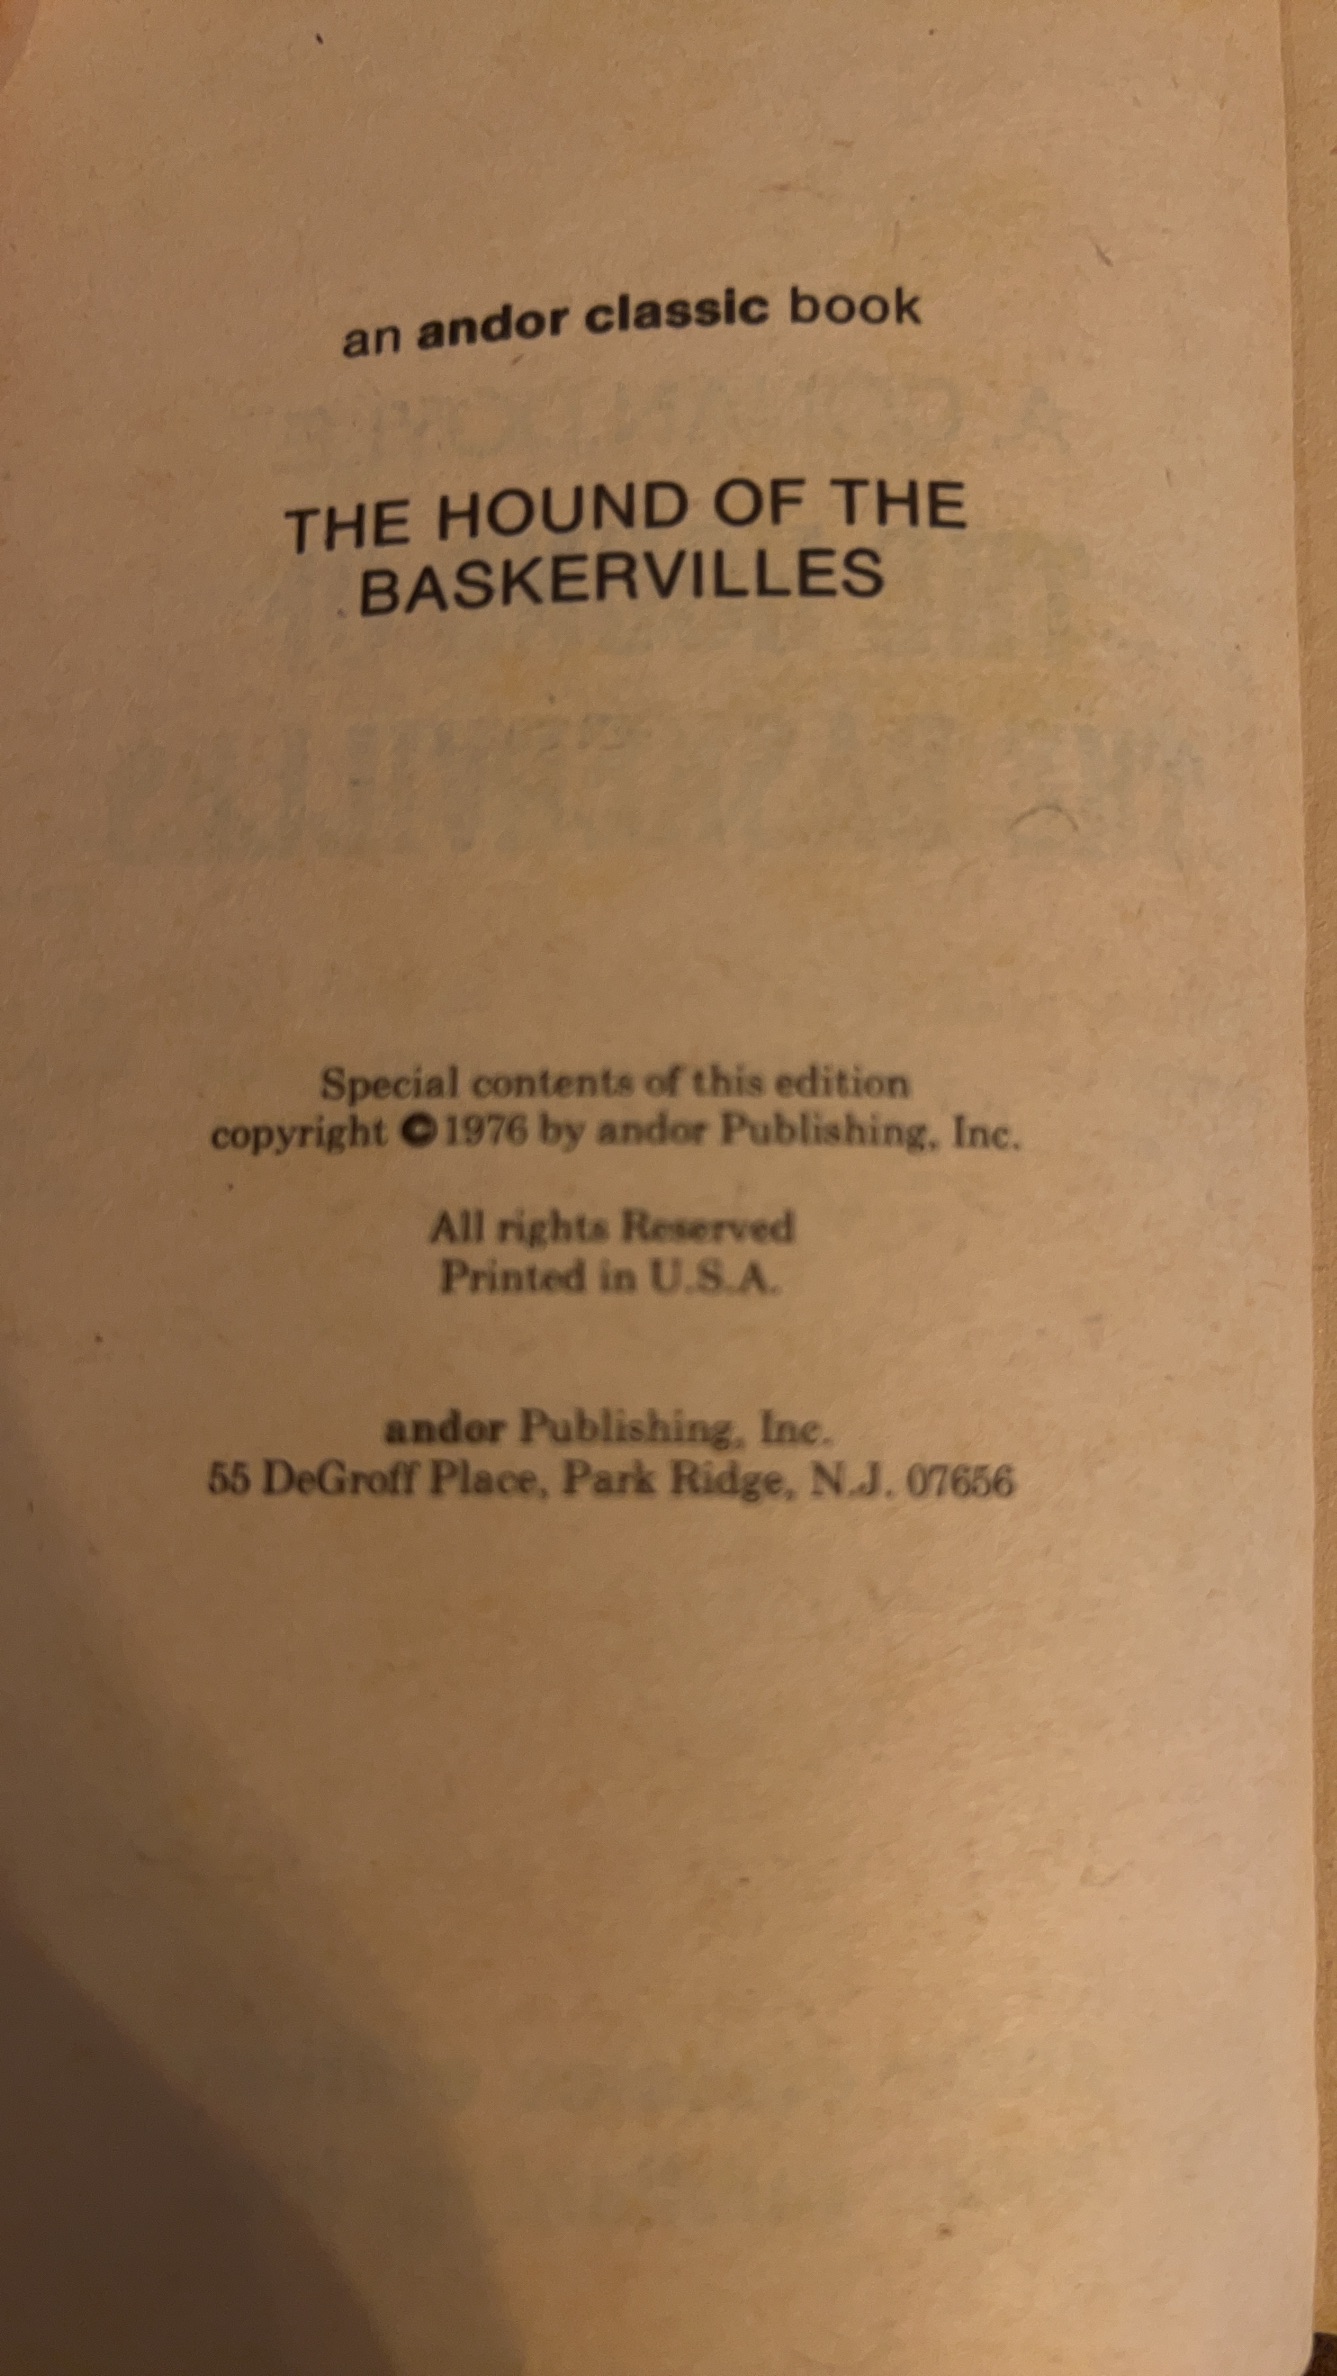 an andor classic book
THE HOUND OF THE
BASKERVILLES
Special contents of this edition
copyright ©1976 by andor Publishing, Inc.
All rights Reserved
Printed in U.S.A.
andor Publishing, Inc.
55 DeGroff Place, Park Ridge, N.J. 07656